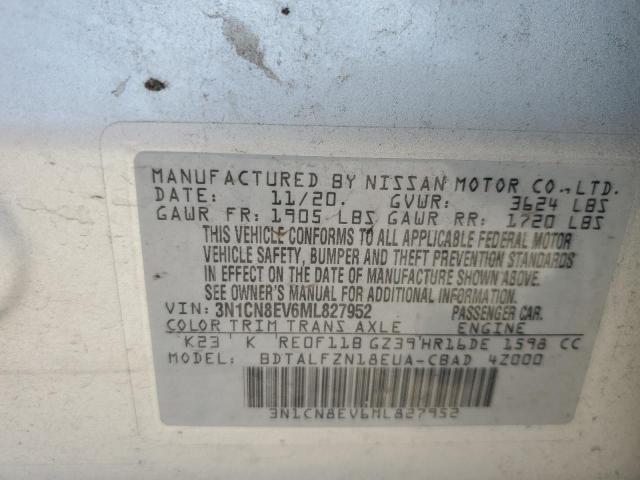 MANUFACTURED BY NISSAN MOTOR CO., LTD.
DATE: 11/20. GVWR: 3624 LBS
GAWR FR: 1905 LBS GAWR RR: 1720 LBS
THIS VEHICLE CONFORMS TO ALL APPLICABLE FEDERAL MOTOR
VEHICLE SAFETY, BUMPER AND THEFT PREVENTION STANDARDS
IN EFFECT ON THE DATE OF MANUFACTURE SHOWN ABOVE.
SEE OWNER'S MANUAL FOR ADDITIONAL INFORMATION.
VIN: 3N1CN8EV6ML827952 PASSENGER CAR.
COLOR TRIM TRANS AXLE ENGINE
K23 K RE0F11B GZ39 HR16DE 1598 CC
MODEL: BDTALFZN18EUA-CBAD 4Z000
3N1CN8EV6ML827952